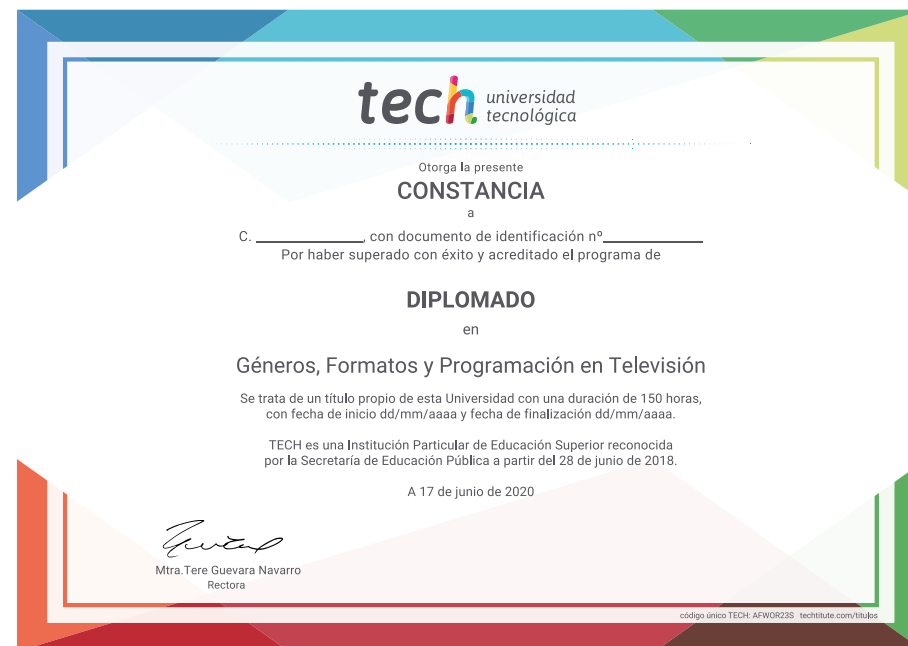 tech universidad
tecnológica
Otorga la presente
CONSTANCIA
a
C. ____________, con documento de identificación nº____________
Por haber superado con éxito y acreditado el programa de
DIPLOMADO
en
Géneros, Formatos y Programación en Televisión
Se trata de un título propio de esta Universidad con una duración de 150 horas,
con fecha de inicio dd/mm/aaaa y fecha de finalización dd/mm/aaaa.
TECH es una Institución Particular de Educación Superior reconocida
por la Secretaría de Educación Pública a partir del 28 de junio de 2018.
A 17 de junio de 2020
Mtra.Tere Guevara Navarro
Rectora
código único TECH: AFWOR23S techtitute.com/titulos